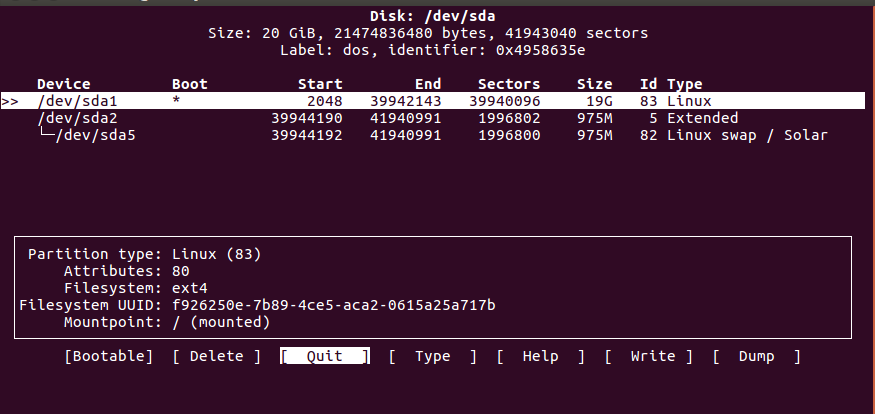 Disk: /dev/sda
Size: 20 GiB, 21474836480 bytes, 41943040 sectors
Label: dos, identifier: 0x4958635e
Device Boot Start End Sectors Size Id Type
>> /dev/sda1 * 2048 39942143 39940096 19G 83 Linux
/dev/sda2 39944190 41940991 1996802 975M 5 Extended
└─/dev/sda5 39944192 41940991 1996800 975M 82 Linux swap / Solar
Partition type: Linux (83)
Attributes: 80
Filesystem: ext4
Filesystem UUID: f926250e-7b89-4ce5-aca2-0615a25a717b
Mountpoint: / (mounted)
[Bootable] [ Delete ] [ Quit ] [ Type ] [ Help ] [ Write ] [ Dump ]